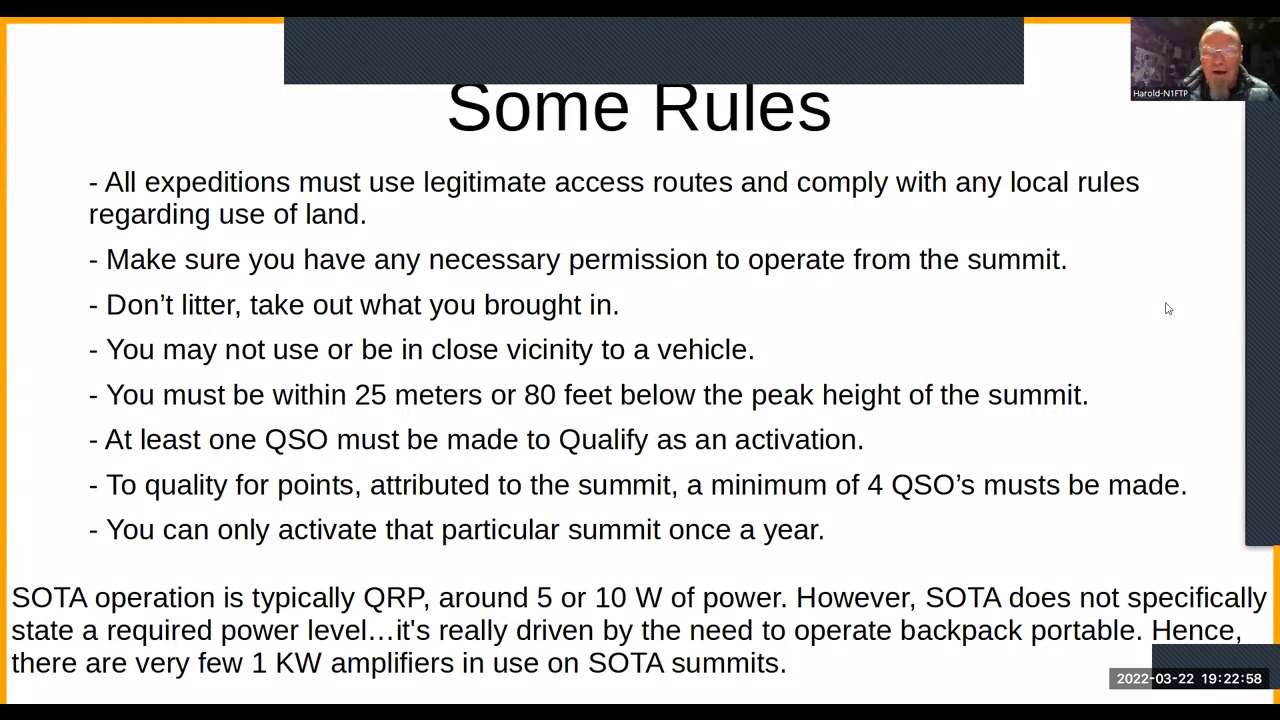 Harold-N1FTP
Some Rules
- All expeditions must use legitimate access routes and comply with any local rules
regarding use of land.
- Make sure you have any necessary permission to operate from the summit.
- Don’t litter, take out what you brought in.
- You may not use or be in close vicinity to a vehicle.
- You must be within 25 meters or 80 feet below the peak height of the summit.
- At least one QSO must be made to Qualify as an activation.
- To quality for points, attributed to the summit, a minimum of 4 QSO’s musts be made.
- You can only activate that particular summit once a year.
SOTA operation is typically QRP, around 5 or 10 W of power. However, SOTA does not specifically
state a required power level…it's really driven by the need to operate backpack portable. Hence,
there are very few 1 KW amplifiers in use on SOTA summits.
2022-03-22 19:22:58